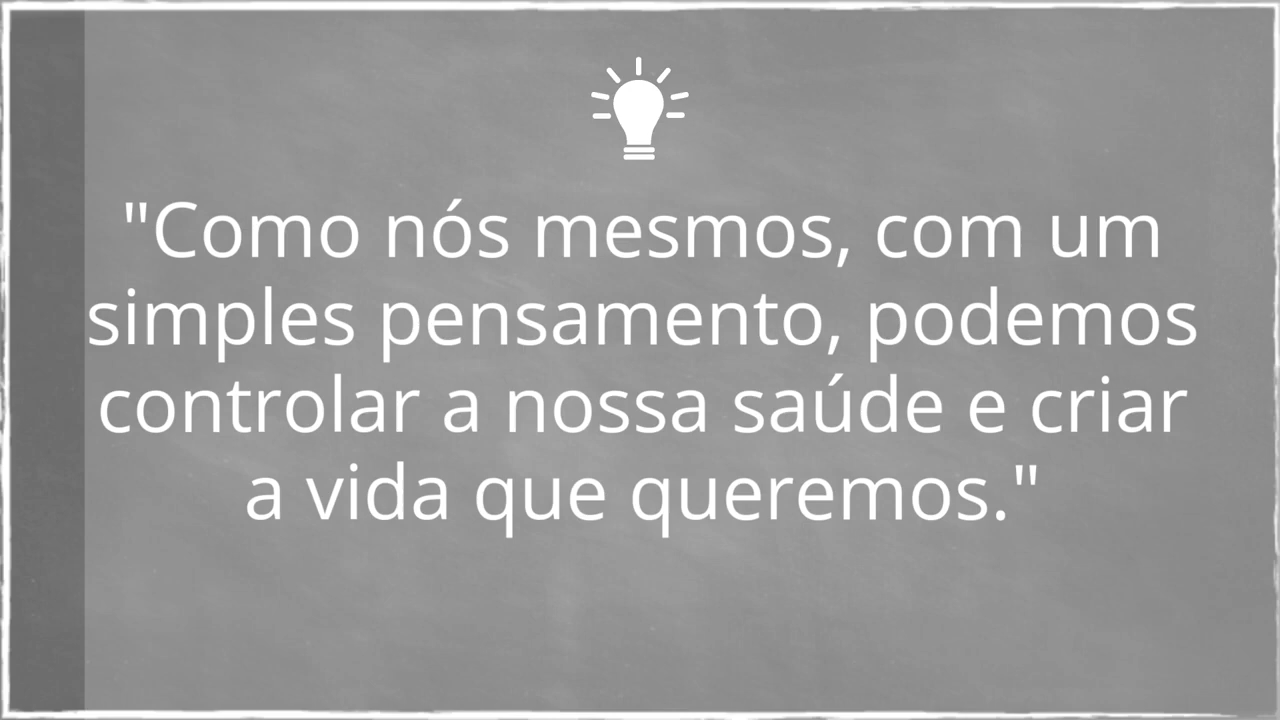 "Como nós mesmos, com um
simples pensamento, podemos
controlar a nossa saúde e criar
a vida que queremos."